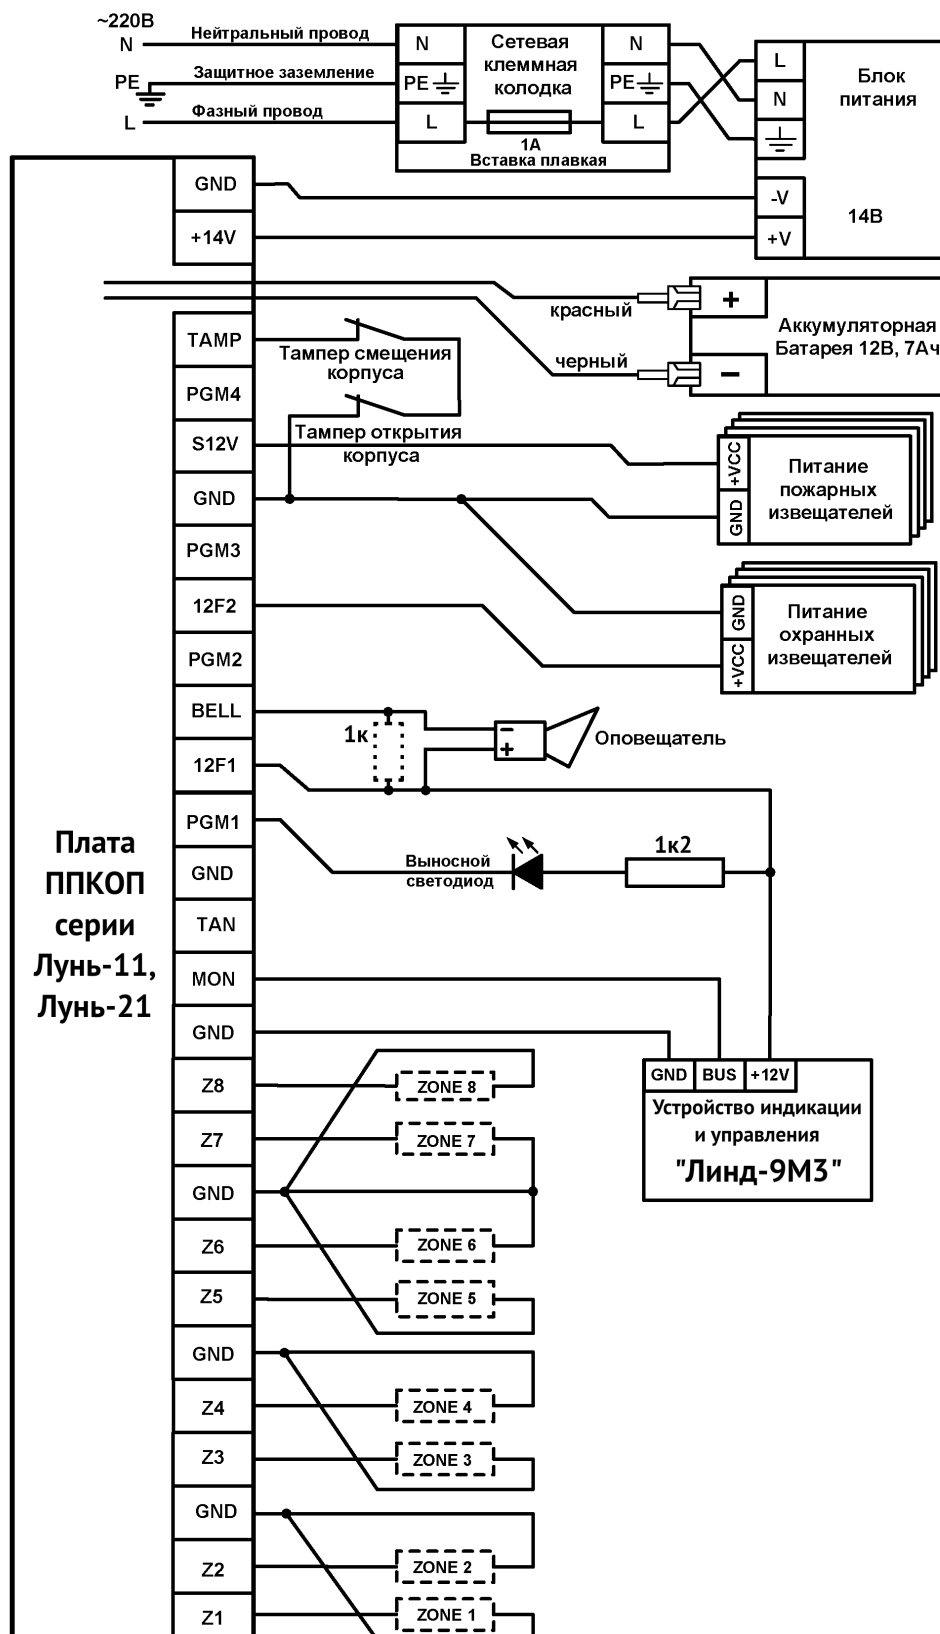 ~220В
N
Нейтральный провод
PE
Защитное заземление
L
Фазный провод
N
PE
L
Сетевая
клеммная
колодка
1А
Вставка плавкая
N
PE
L
L
N
Блок
питания
-V
14В
+V
GND
+14V
красный
+
Аккумуляторная
Батарея 12В, 7Ач
черный
−
TAMP
Тампер смещения
корпуса
PGM4
S12V
Тампер открытия
корпуса
+VCC
GND
Питание
пожарных
извещателей
GND
PGM3
12F2
GND
+VCC
Питание
охранных
извещателей
PGM2
BELL
1к
−
+
Оповещатель
12F1
PGM1
Выносной
светодиод
1к2
Плата
ППКОП
серии
Лунь-11,
Лунь-21
GND
TAN
MON
GND
GND BUS +12V
Устройство индикации
и управления
"Линд-9М3"
Z8
ZONE 8
Z7
ZONE 7
GND
Z6
ZONE 6
Z5
ZONE 5
GND
Z4
ZONE 4
Z3
ZONE 3
GND
Z2
ZONE 2
Z1
ZONE 1